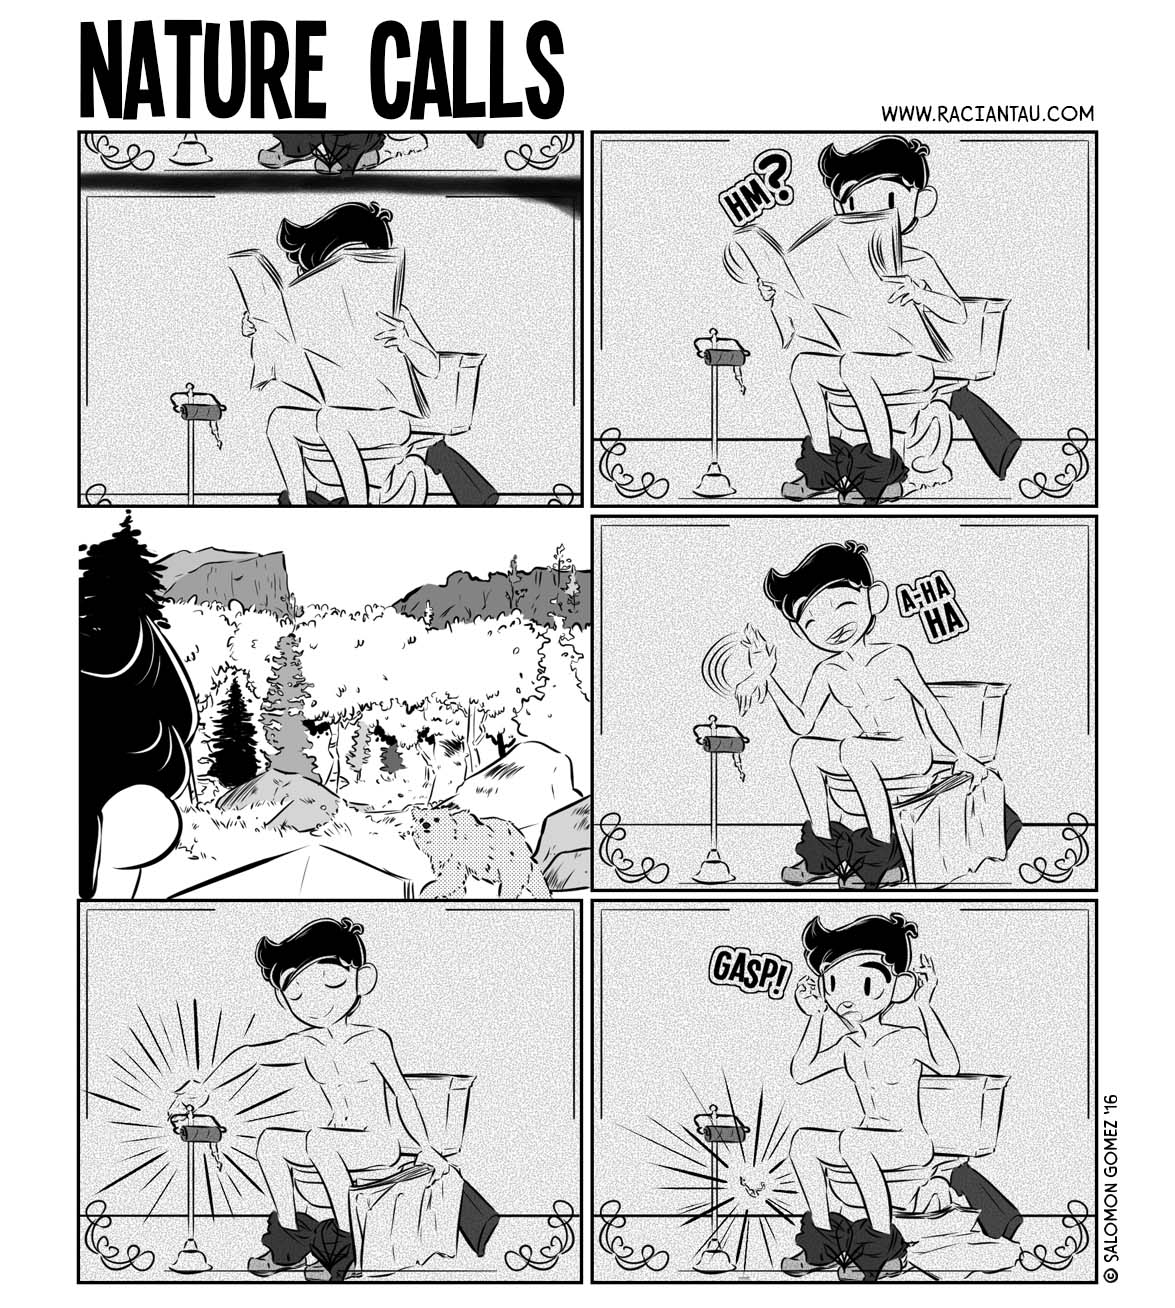 NATURE CALLS
WWW.RACIANTAU.COM
HM?
A-HA
HA
GASP!
© SALOMON GOMEZ '16